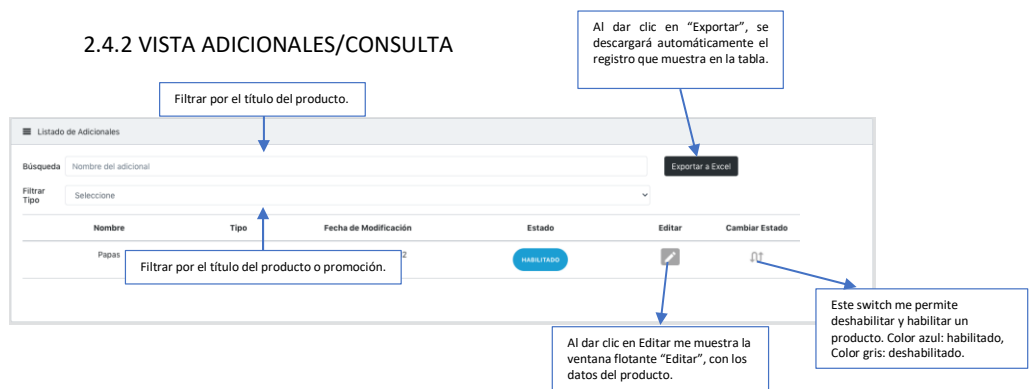 Al dar clic en “Exportar”, se
descargará automáticamente el
registro que muestra en la tabla.
2.4.2 VISTA ADICIONALES/CONSULTA
Filtrar por el título del producto.
Listado de Adicionales
Búsqueda
Nombre del adicional
Exportar a Excel
Filtrar
Tipo
Seleccione
Nombre
Tipo
Fecha de Modificación
Estado
Editar
Cambiar Estado
Papas
2
HABILITADO
Filtrar por el título del producto o promoción.
Este switch me permite
deshabilitar y habilitar un
producto. Color azul: habilitado,
Color gris: deshabilitado.
Al dar clic en Editar me muestra la
ventana flotante “Editar”, con los
datos del producto.